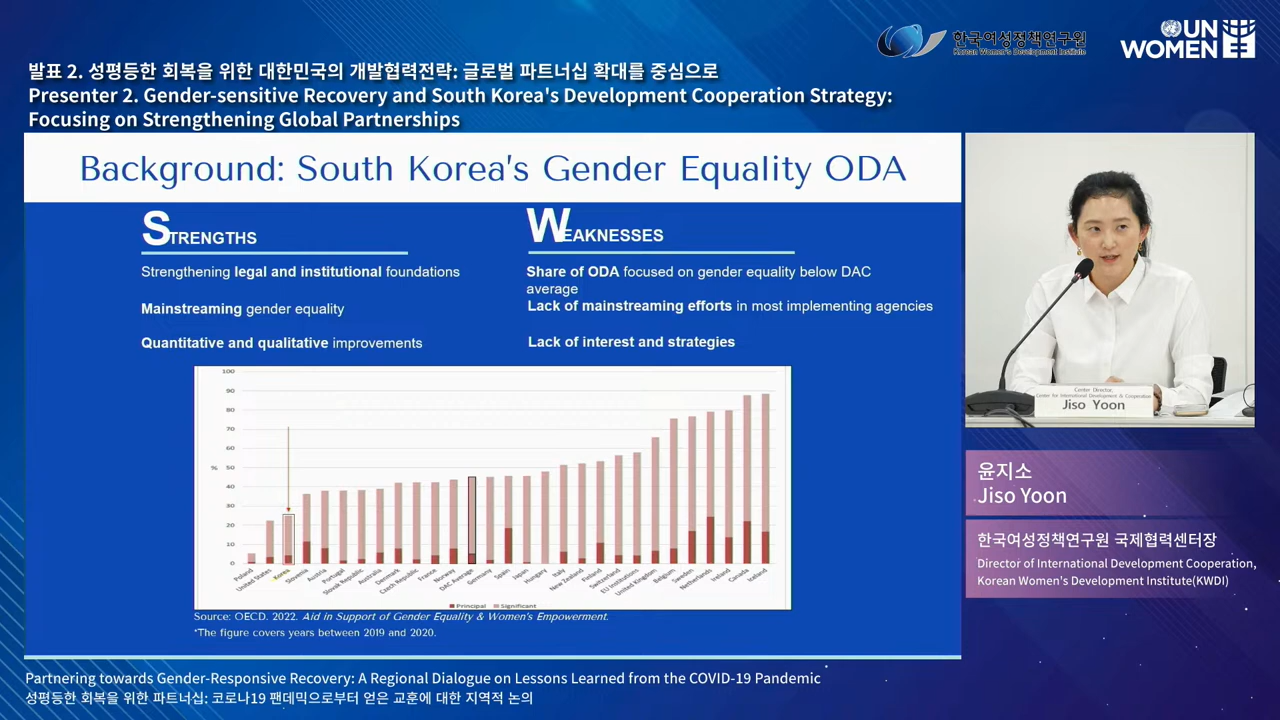 한국여성정책연구원
Korean Women's Development Institute
UN
WOMEN
발표 2. 성평등한 회복을 위한 대한민국의 개발협력전략: 글로벌 파트너십 확대를 중심으로
Presenter 2. Gender-sensitive Recovery and South Korea's Development Cooperation Strategy:
Focusing on Strengthening Global Partnerships
Background: South Korea's Gender Equality ODA
STRENGTHS
Strengthening legal and institutional foundations
Mainstreaming gender equality
Quantitative and qualitative improvements
WEAKNESSES
Share of ODA focused on gender equality below DAC
average
Lack of mainstreaming efforts in most implementing agencies
Lack of interest and strategies
100
90
80
70
60
50
40
30
20
10
0
%
Poland
United States
Korea
Slovenia
Austria
Portugal
Slovak Republic
Australia
Denmark
Czech Republic
France
Norway
DAC Average
Germany
Spain
Japan
Hungary
Italy
New Zealand
Finland
Switzerland
EU Institutions
United Kingdom
Belgium
Sweden
Netherlands
Ireland
Canada
Iceland
Principal Significant
Source: OECD. 2022. Aid in Support of Gender Equality & Women's Empowerment.
*The figure covers years between 2019 and 2020.
Center Director,
Center for International Development & Cooperation
Jiso Yoon
윤지소
Jiso Yoon
한국여성정책연구원 국제협력센터장
Director of International Development Cooperation,
Korean Women's Development Institute(KWDI)
Partnering towards Gender-Responsive Recovery: A Regional Dialogue on Lessons Learned from the COVID-19 Pandemic
성평등한 회복을 위한 파트너십: 코로나19 팬데믹으로부터 얻은 교훈에 대한 지역적 논의